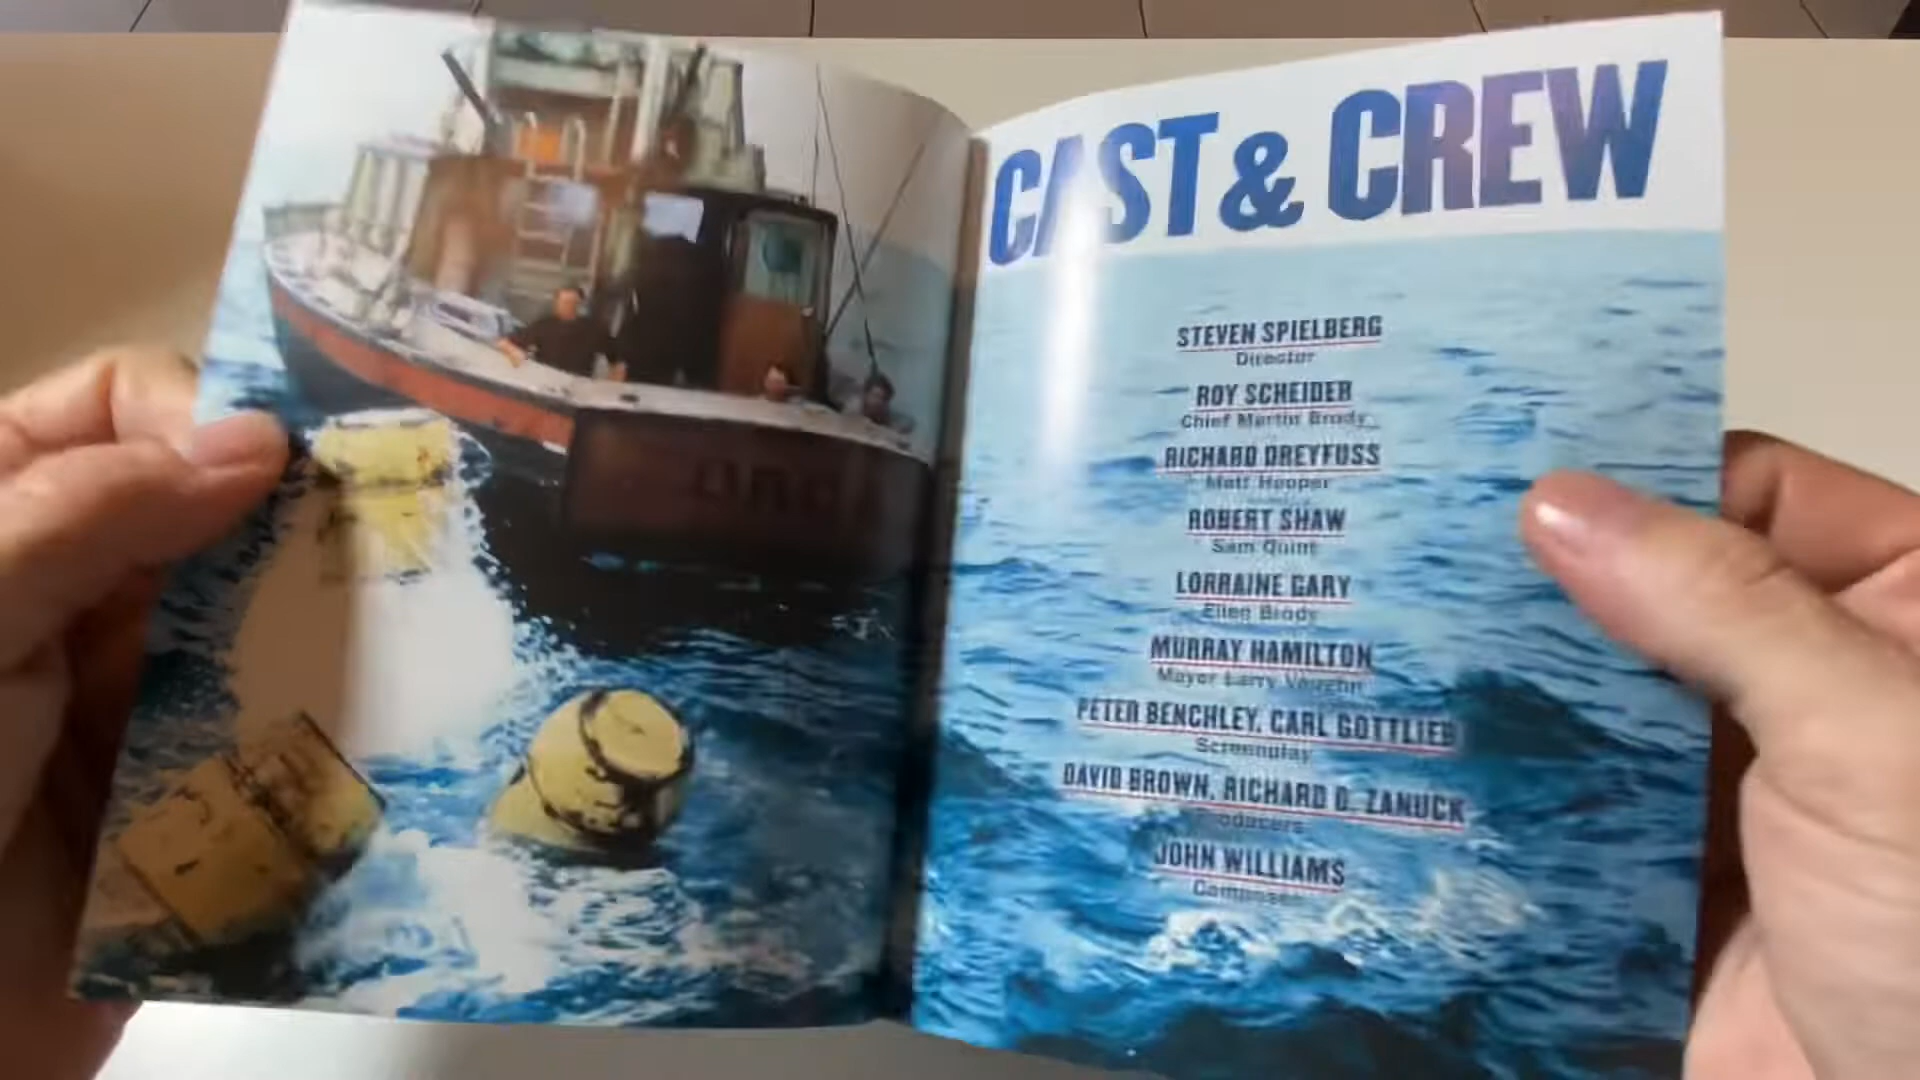 CAST & CREW
STEVEN SPIELBERG
Director
ROY SCHEIDER
Chief Martin Brody
RICHARD DREYFUSS
Matt Hooper
ROBERT SHAW
Sam Quint
LORRAINE GARY
Ellen Brody
MURRAY HAMILTON
Mayor Larry Vaughn
PETER BENCHLEY, CARL GOTTLIEB
Screenplay
DAVID BROWN, RICHARD D. ZANUCK
Producers
JOHN WILLIAMS
Composer